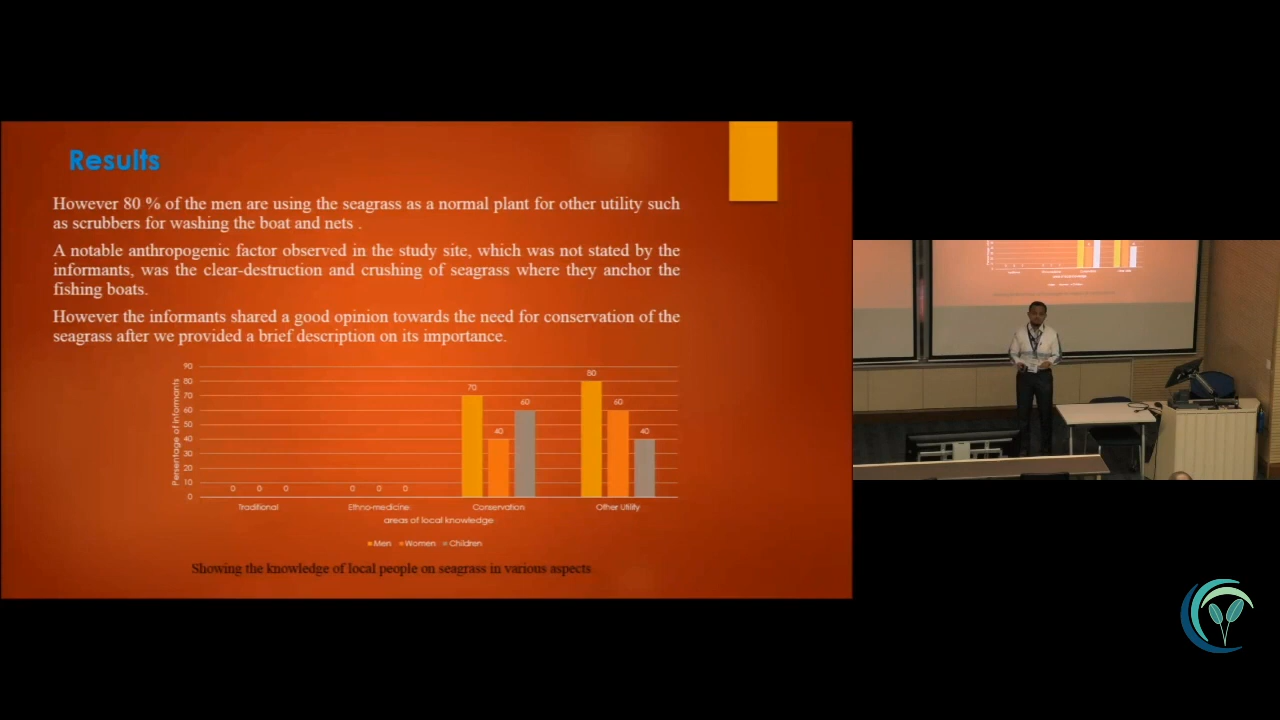 Results
However 80 % of the men are using the seagrass as a normal plant for other utility such
as scrubbers for washing the boat and nets .
A notable anthropogenic factor observed in the study site, which was not stated by the
informants, was the clear-destruction and crushing of seagrass where they anchor the
fishing boats.
However the informants shared a good opinion towards the need for conservation of the
seagrass after we provided a brief description on its importance.
90
80
70
60
50
40
30
20
10
0
Persentage of informants
0 0 0
0 0 0
70 40 60
80 60 40
Traditional Ethno-medicine Conservation Other Utility
areas of local knowledge
Men Women Children
Showing the knowledge of local people on seagrass in various aspects